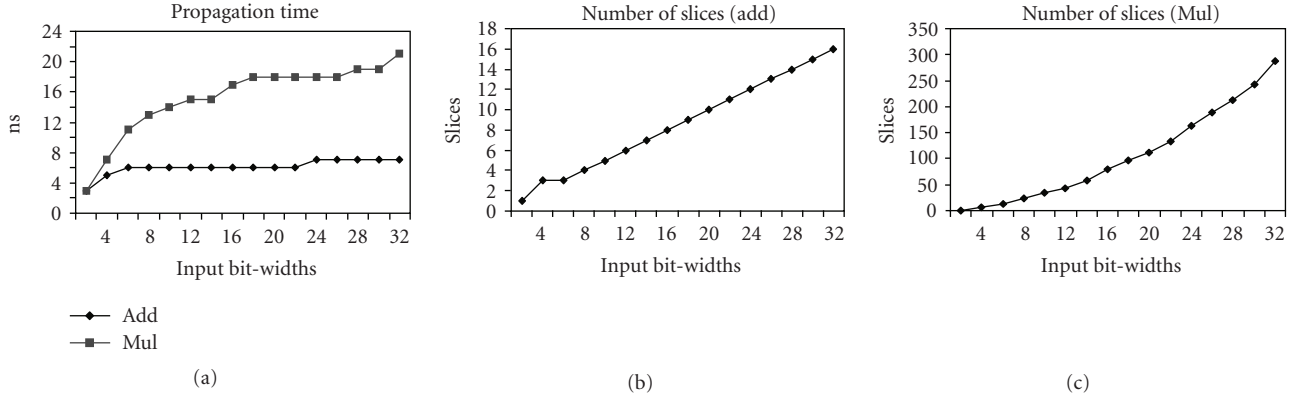 Propagation time
24
20
16
12
8
4
0
ns
4 8 12 16 20 24 28 32
Input bit-widths
Add
Mul
(a)
Number of slices (add)
18
16
14
12
10
8
6
4
2
0
Slices
4 8 12 16 20 24 28 32
Input bit-widths
(b)
Number of slices (Mul)
350
300
250
200
150
100
50
0
Slices
4 8 12 16 20 24 28 32
Input bit-widths
(c)